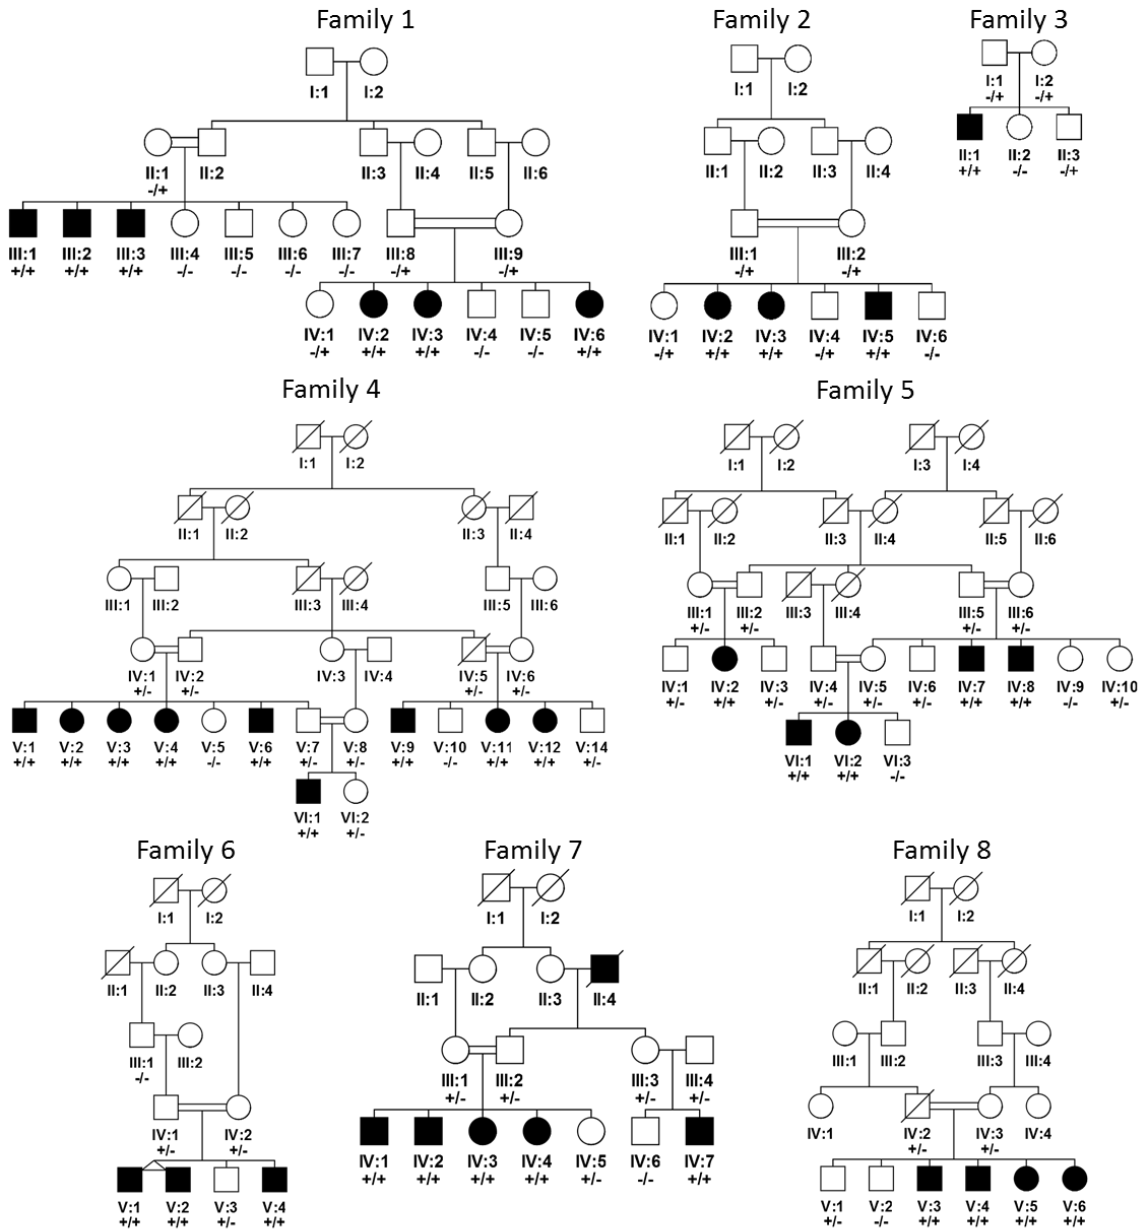 Family 1
I:1 I:2
II:1 II:2 II:3 II:4 II:5 II:6
-/+
III:1 III:2 III:3 III:4 III:5 III:6 III:7 III:8 III:9
+/+ +/+ +/+ -/- -/- -/- -/- -/+ -/+
IV:1 IV:2 IV:3 IV:4 IV:5 IV:6
-/+ +/+ +/+ -/- -/- +/+
Family 2
I:1 I:2
II:1 II:2 II:3 II:4
III:1 III:2
-/+ -/+
IV:1 IV:2 IV:3 IV:4 IV:5 IV:6
-/+ +/+ +/+ -/+ +/+ -/-
Family 3
I:1 I:2
-/+ -/+
II:1 II:2 II:3
+/+ -/- -/+
Family 4
I:1 I:2
II:1 II:2 II:3 II:4
III:1 III:2 III:3 III:4 III:5 III:6
IV:1 IV:2 IV:3 IV:4 IV:5 IV:6
+/- +/- +/- +/-
V:1 V:2 V:3 V:4 V:5 V:6 V:7 V:8 V:9 V:10 V:11 V:12 V:14
+/+ +/+ +/+ +/+ -/- +/+ +/- +/- +/+ -/- +/+ +/+ +/-
VI:1 VI:2
+/+ +/-
Family 5
I:1 I:2 I:3 I:4
II:1 II:2 II:3 II:4 II:5 II:6
III:1 III:2 III:3 III:4 III:5 III:6
+/- +/- +/- +/-
IV:1 IV:2 IV:3 IV:4 IV:5 IV:6 IV:7 IV:8 IV:9 IV:10
+/- +/+ +/- +/- +/- +/- +/+ +/+ -/- +/-
VI:1 VI:2 VI:3
+/+ +/+ -/-
Family 6
I:1 I:2
II:1 II:2 II:3 II:4
III:1 III:2
-/-
IV:1 IV:2
+/- +/-
V:1 V:2 V:3 V:4
+/+ +/+ +/- +/+
Family 7
I:1 I:2
II:1 II:2 II:3 II:4
III:1 III:2 III:3 III:4
+/- +/- +/- +/-
IV:1 IV:2 IV:3 IV:4 IV:5 IV:6 IV:7
+/+ +/+ +/+ +/+ +/- -/- +/+
Family 8
I:1 I:2
II:1 II:2 II:3 II:4
III:1 III:2 III:3 III:4
IV:1 IV:2 IV:3 IV:4
+/- +/-
V:1 V:2 V:3 V:4 V:5 V:6
+/- -/- +/+ +/+ +/+ +/+